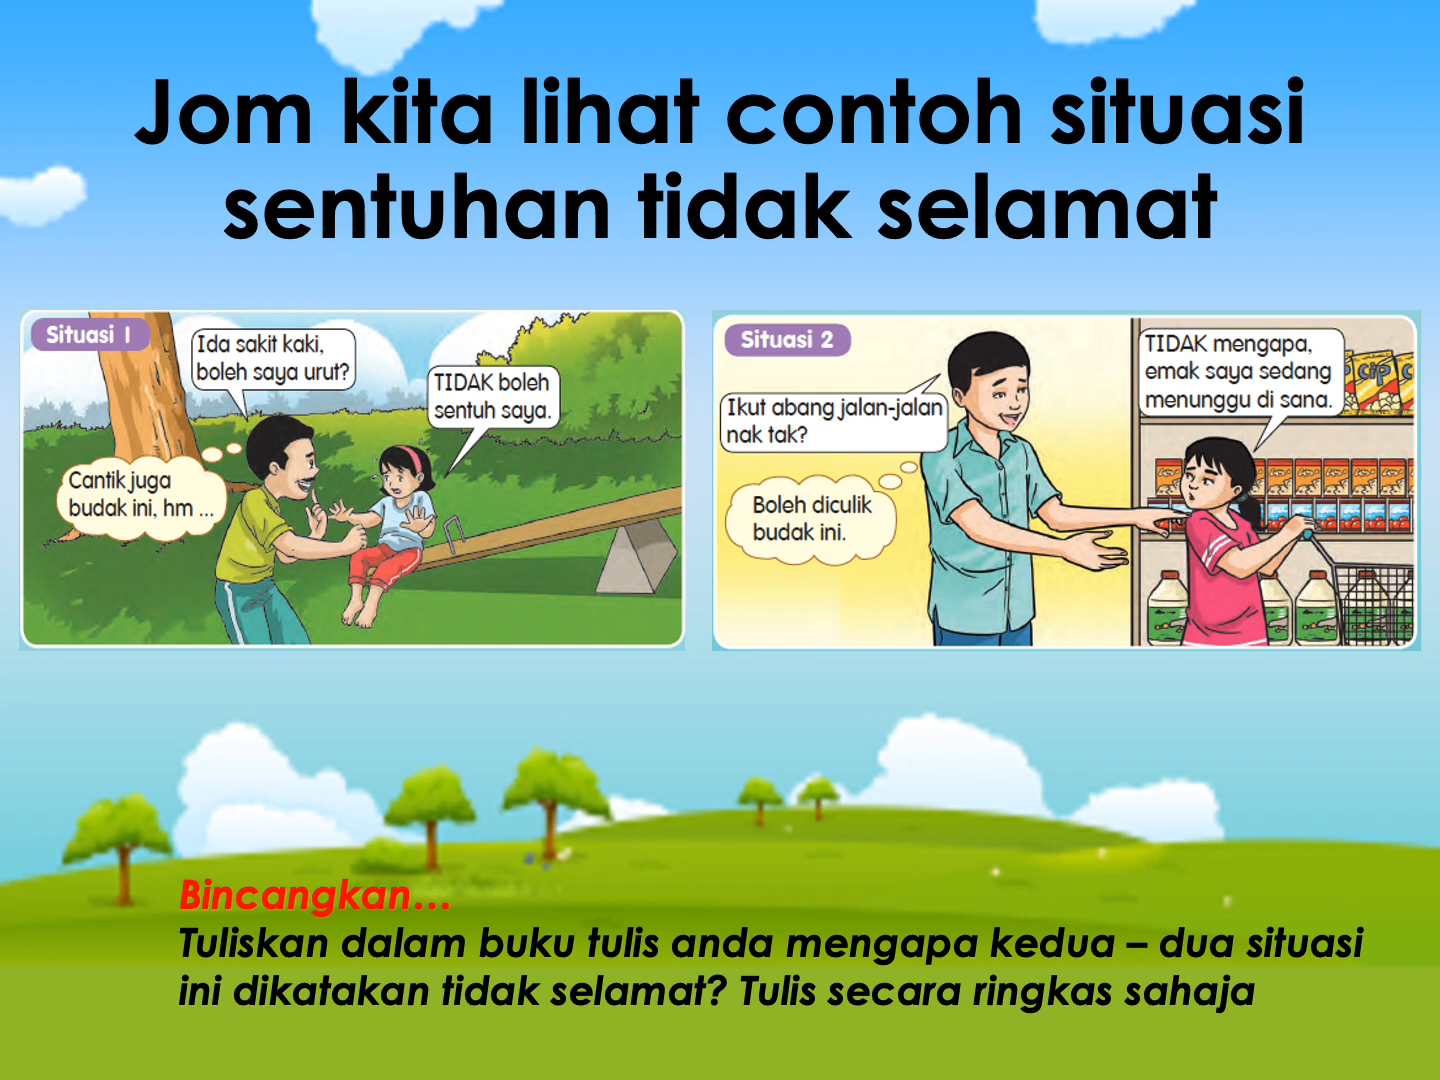 Jom kita lihat contoh situasi
sentuhan tidak selamat
Situasi 1
Ida sakit kaki,
boleh saya urut?
TIDAK boleh
sentuh saya.
Cantik juga
budak ini, hm ...
Situasi 2
Ikut abang jalan-jalan
nak tak?
TIDAK mengapa,
emak saya sedang
menunggu di sana.
Boleh diculik
budak ini.
cip
Bincangkan...
Tuliskan dalam buku tulis anda mengapa kedua – dua situasi
ini dikatakan tidak selamat? Tulis secara ringkas sahaja